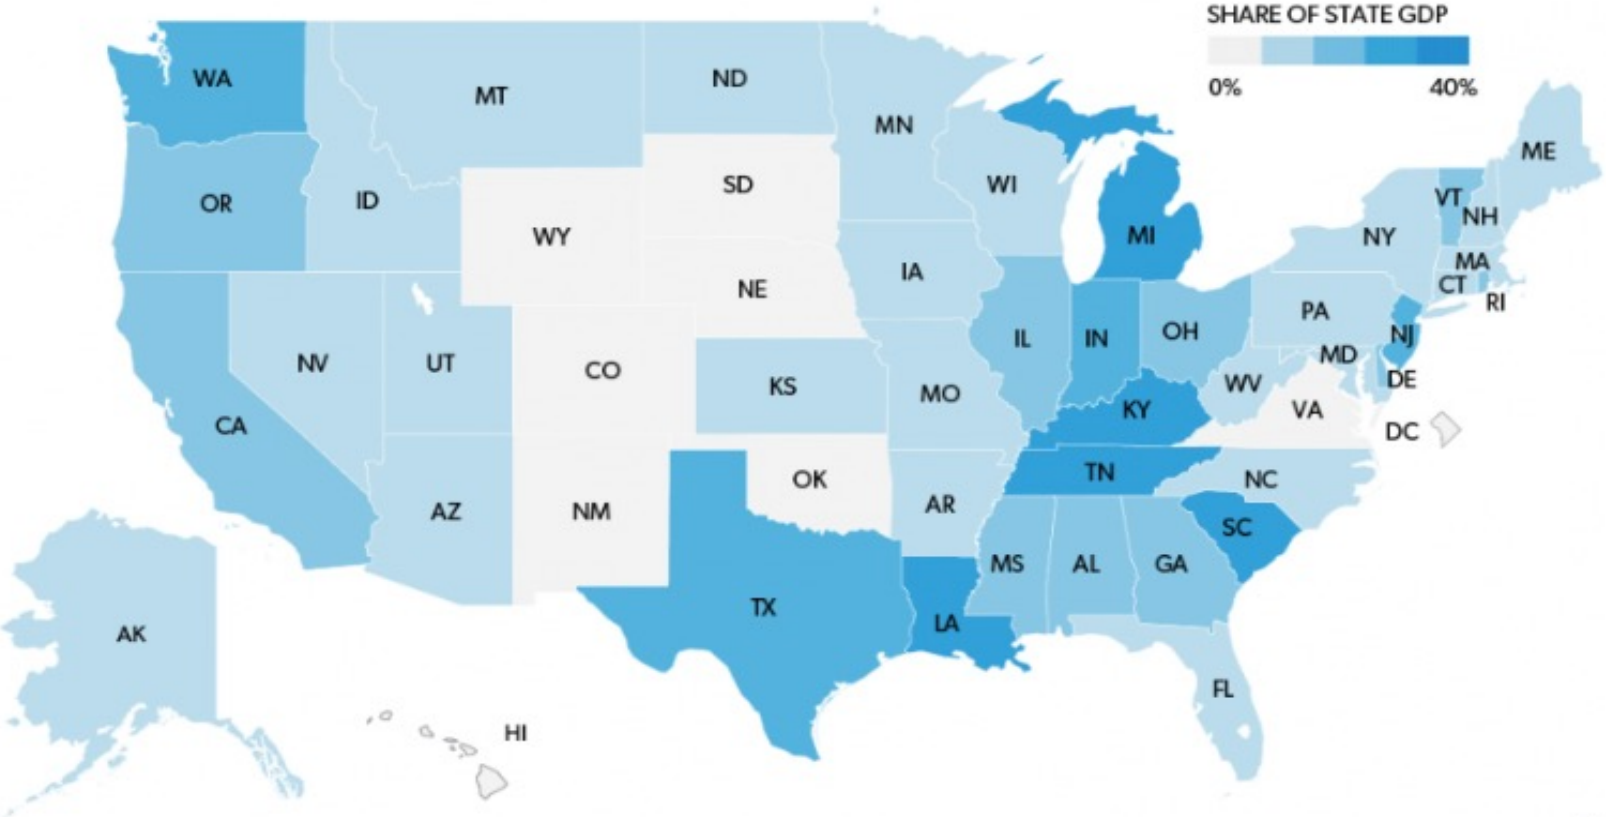 SHARE OF STATE GDP
0% 40%
WA
MT
ND
MN
ME
OR
ID
SD
WI
VT
NH
WY
MI
NY
IA
MA
NE
CT
RI
PA
NV
UT
CO
KS
MO
IL
IN
OH
NJ
MD
WV
DE
CA
KY
VA
DC
AZ
NM
OK
AR
TN
NC
SC
MS
AL
GA
TX
LA
AK
FL
HI